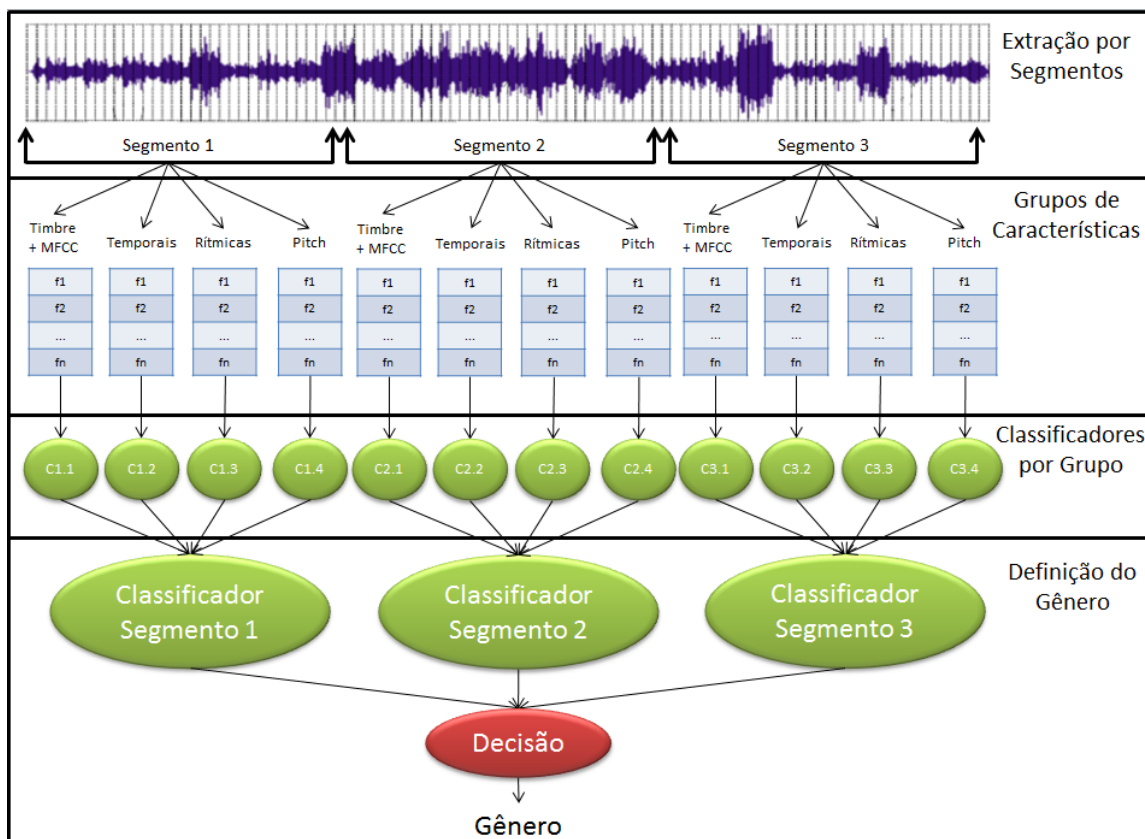 Extração por
Segmentos
Segmento 1
Segmento 2
Segmento 3
Grupos de
Características
Timbre
+ MFCC
Temporais
Rítmicas
Pitch
Timbre
+ MFCC
Temporais
Rítmicas
Pitch
Timbre
+ MFCC
Temporais
Rítmicas
Pitch
f1 f1 f1 f1 f1 f1 f1 f1 f1 f1 f1 f1
f2 f2 f2 f2 f2 f2 f2 f2 f2 f2 f2 f2
... ... ... ... ... ... ... ... ... ... ... ...
fn fn fn fn fn fn fn fn fn fn fn fn
Classificadores
por Grupo
C1.1 C1.2 C1.3 C1.4 C2.1 C2.2 C2.3 C2.4 C3.1 C3.2 C3.3 C3.4
Definição do
Gênero
Classificador
Segmento 1
Classificador
Segmento 2
Classificador
Segmento 3
Decisão
Gênero